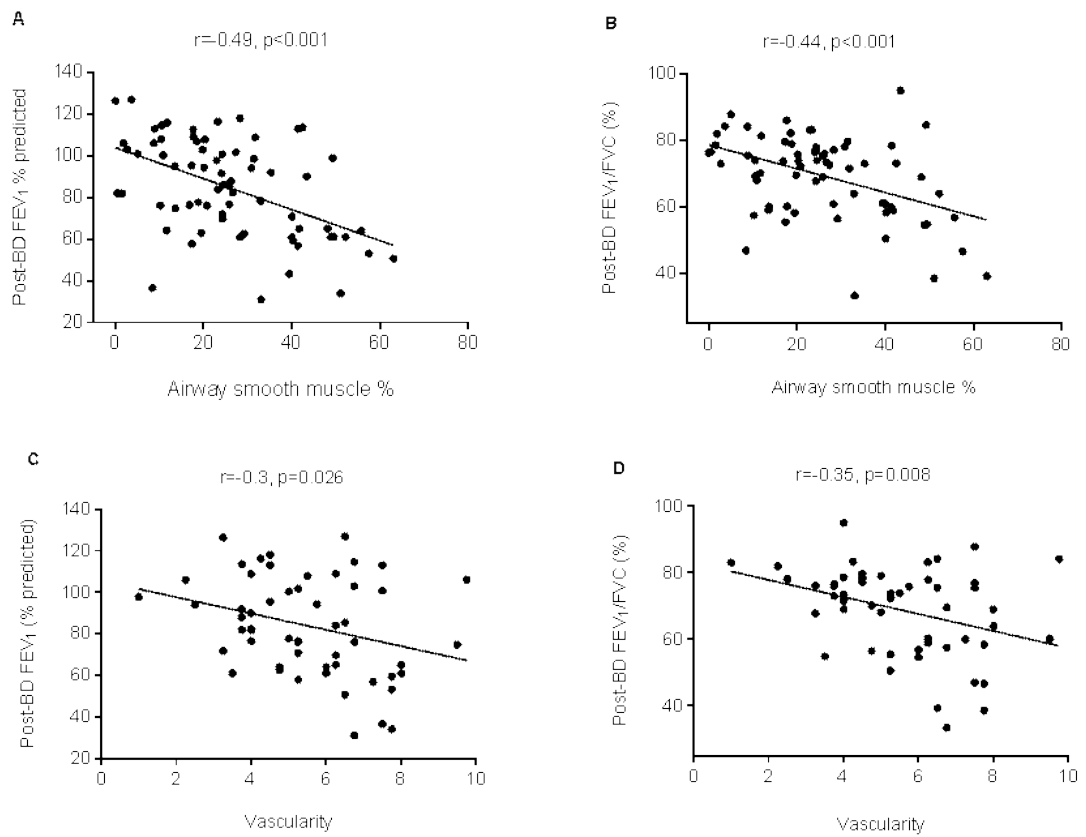 A
r=-0.49, p<0.001
140
120
100
80
60
40
20
Post-BD FEV1 % predicted
0 20 40 60 80
Airway smooth muscle %
B
r=-0.44, p<0.001
100
80
60
40
Post-BD FEV1/FVC (%)
0 20 40 60 80
Airway smooth muscle %
C
r=-0.3, p=0.026
140
120
100
80
60
40
20
Post-BD FEV1 (% predicted)
0 2 4 6 8 10
Vascularity
D
r=-0.35, p=0.008
100
80
60
40
Post-BD FEV1/FVC (%)
0 2 4 6 8 10
Vascularity